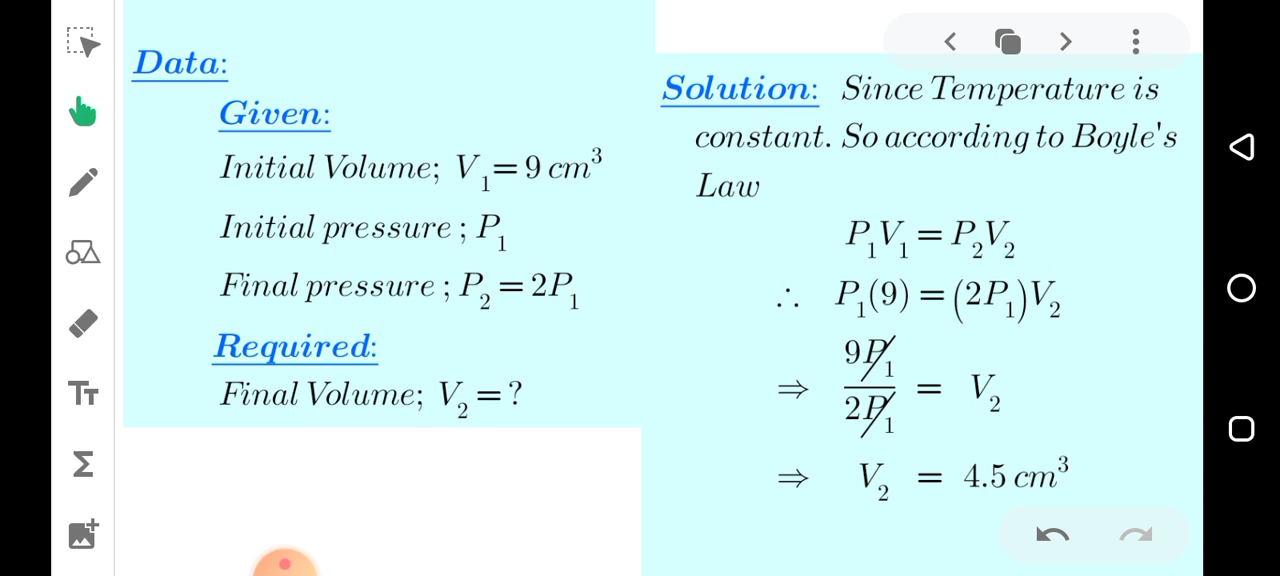 Data:
Given:
Initial Volume; V₁= 9 cm³
Initial pressure ; P₁
Final pressure ; P₂ = 2P₁
Required:
Final Volume; V₂ = ?
Solution: Since Temperature is
constant. So according to Boyle's
Law
P₁V₁ = P₂V₂
∴ P₁(9) = (2P₁)V₂
⇒ 9P₁/2P₁ = V₂
⇒ V₂ = 4.5 cm³
Tт
Σ